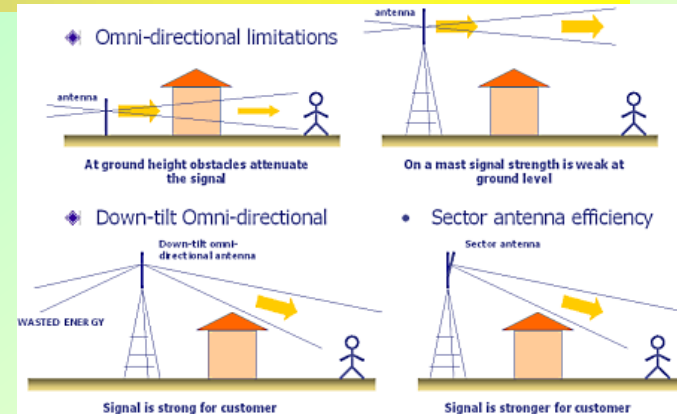 Omni-directional limitations
antenna
At ground height obstacles attenuate
the signal
antenna
On a mast signal strength is weak at
ground level
Down-tilt Omni-directional
Down-tilt omni-
directional antenna
WASTED ENERGY
Signal is strong for customer
• Sector antenna efficiency
Sector antenna
Signal is stronger for customer